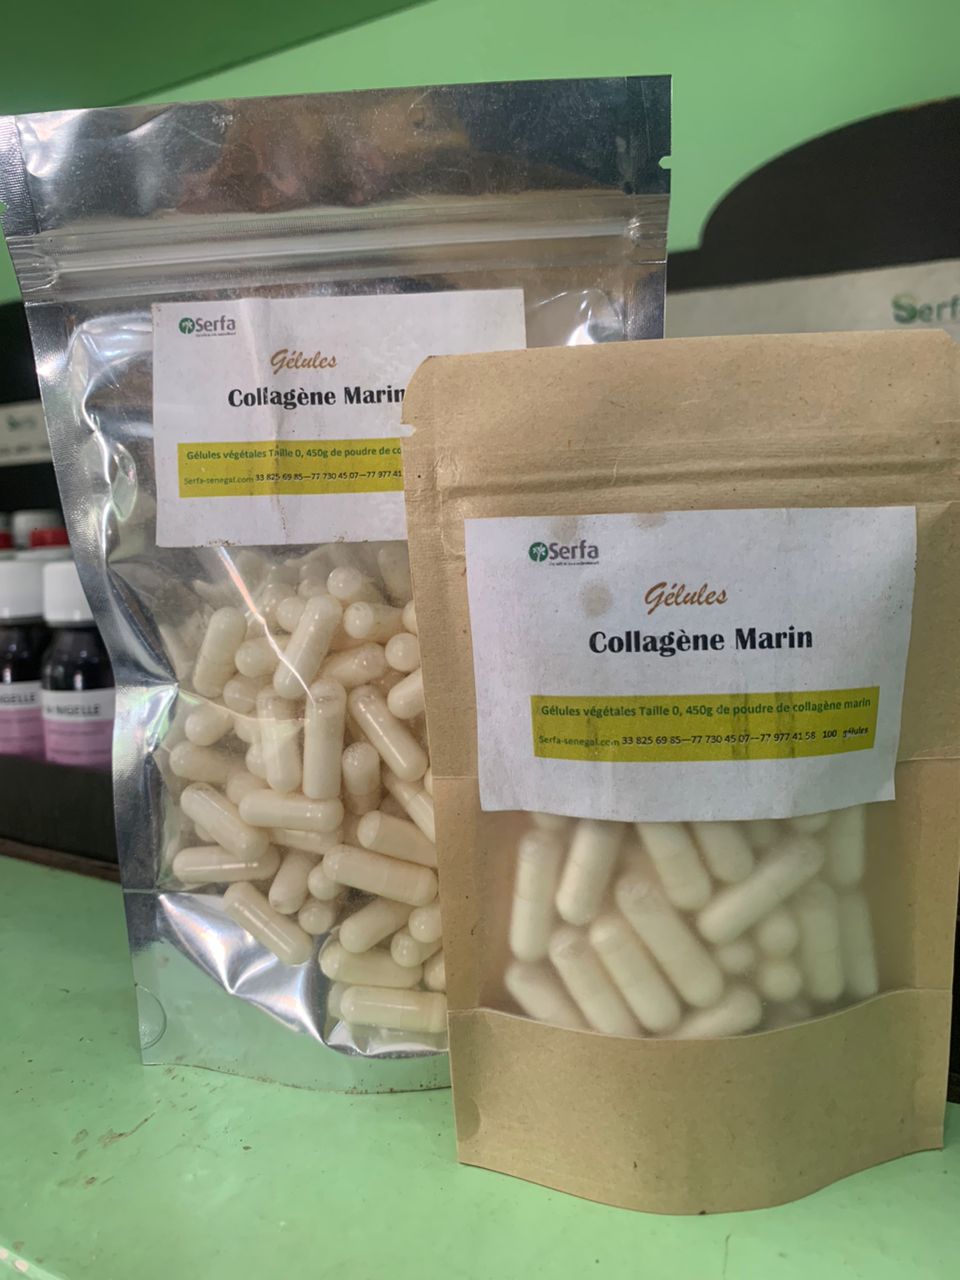 Serfa
Gélules
Collagène Marin
Gélules végétales Taille 0, 450g de poudre de co
Serfa-senegal.com 33 825 69 85—77 730 45 07—77 977 41
Serfa
Serfa
Gélules
Collagène Marin
Gélules végétales Taille 0, 450g de poudre de collagène marin
Serfa-senegal.com 33 825 69 85—77 730 45 07—77 977 41 58 100 gélules
NIGELLE